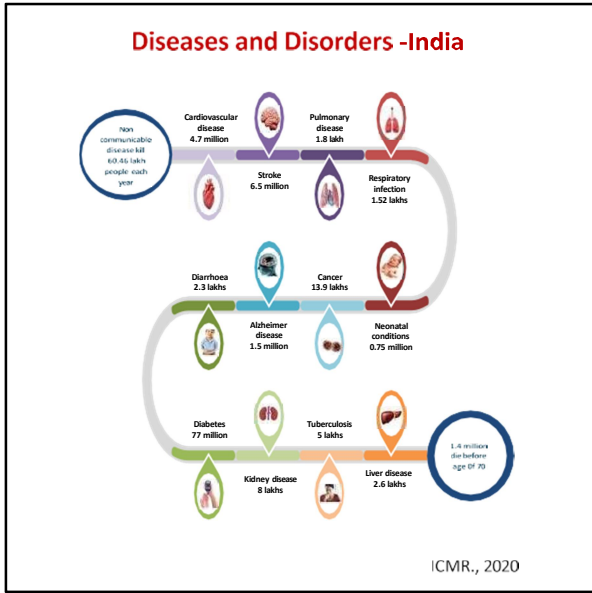 Diseases and Disorders -India
Non
communicable
disease kill
60.46 lakh
people each
year
Cardiovascular
disease
4.7 million
Stroke
6.5 million
Pulmonary
disease
1.8 lakh
Respiratory
infection
1.52 lakhs
Diarrhoea
2.3 lakhs
Alzheimer
disease
1.5 million
Cancer
13.9 lakhs
Neonatal
conditions
0.75 million
Diabetes
77 million
Kidney disease
8 lakhs
Tuberculosis
5 lakhs
Liver disease
2.6 lakhs
1.4 million
die before
age 0f 70
ICMR., 2020